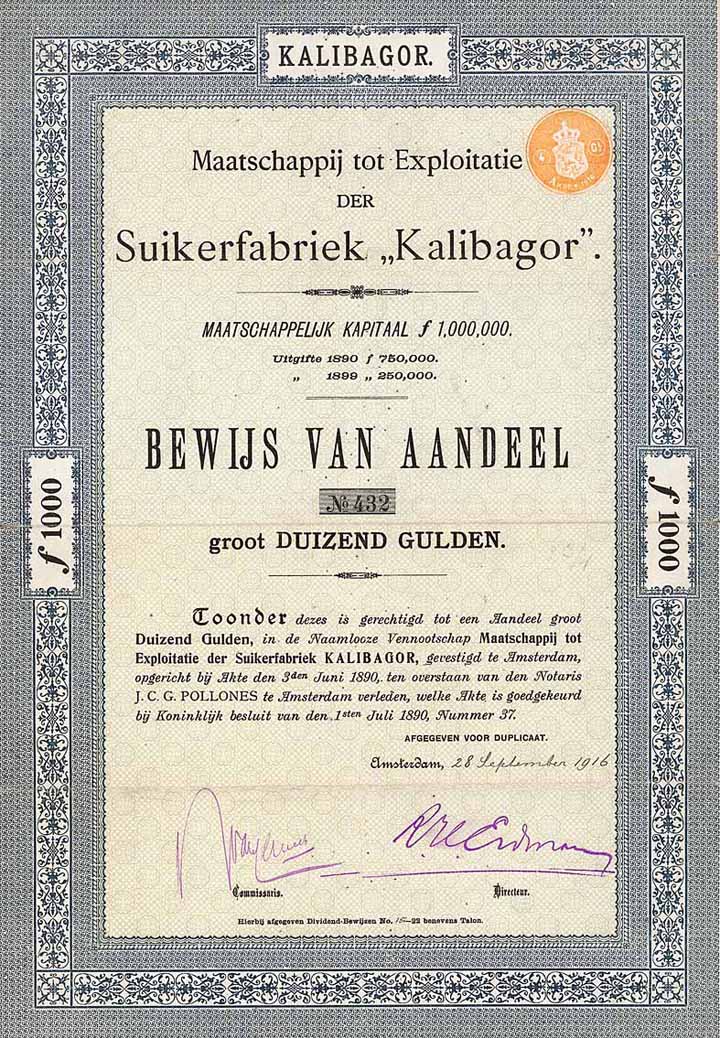 KALIBAGOR.
Maatschappij tot Exploitatie
DER
Suikerfabriek „Kalibagor”.
MAATSCHAPPELIJK KAPITAAL f 1,000,000.
Uitgifte 1890 f 750,000.
„ 1899 „ 250,000.
BEWIJS VAN AANDEEL
No 432
groot DUIZEND GULDEN.
f 1000
f 1000
Toonder dezes is gerechtigd tot een Aandeel groot
Duizend Gulden, in de Naamlooze Vennootschap Maatschappij tot
Exploitatie der Suikerfabriek KALIBAGOR, gevestigd te Amsterdam,
opgericht bij Akte den 3den Juni 1890, ten overstaan van den Notaris
J. C. G. POLLONES te Amsterdam verleden, welke Akte is goedgekeurd
bij Koninklijk besluit van den 1sten Juli 1890, Nummer 37.
AFGEGEVEN VOOR DUPLICAAT.
Amsterdam, 28 September 1916
Commissaris.
Directeur.
Hierbij afgegeven Dividend-Bewijzen No. 15–22 benevens Talon.